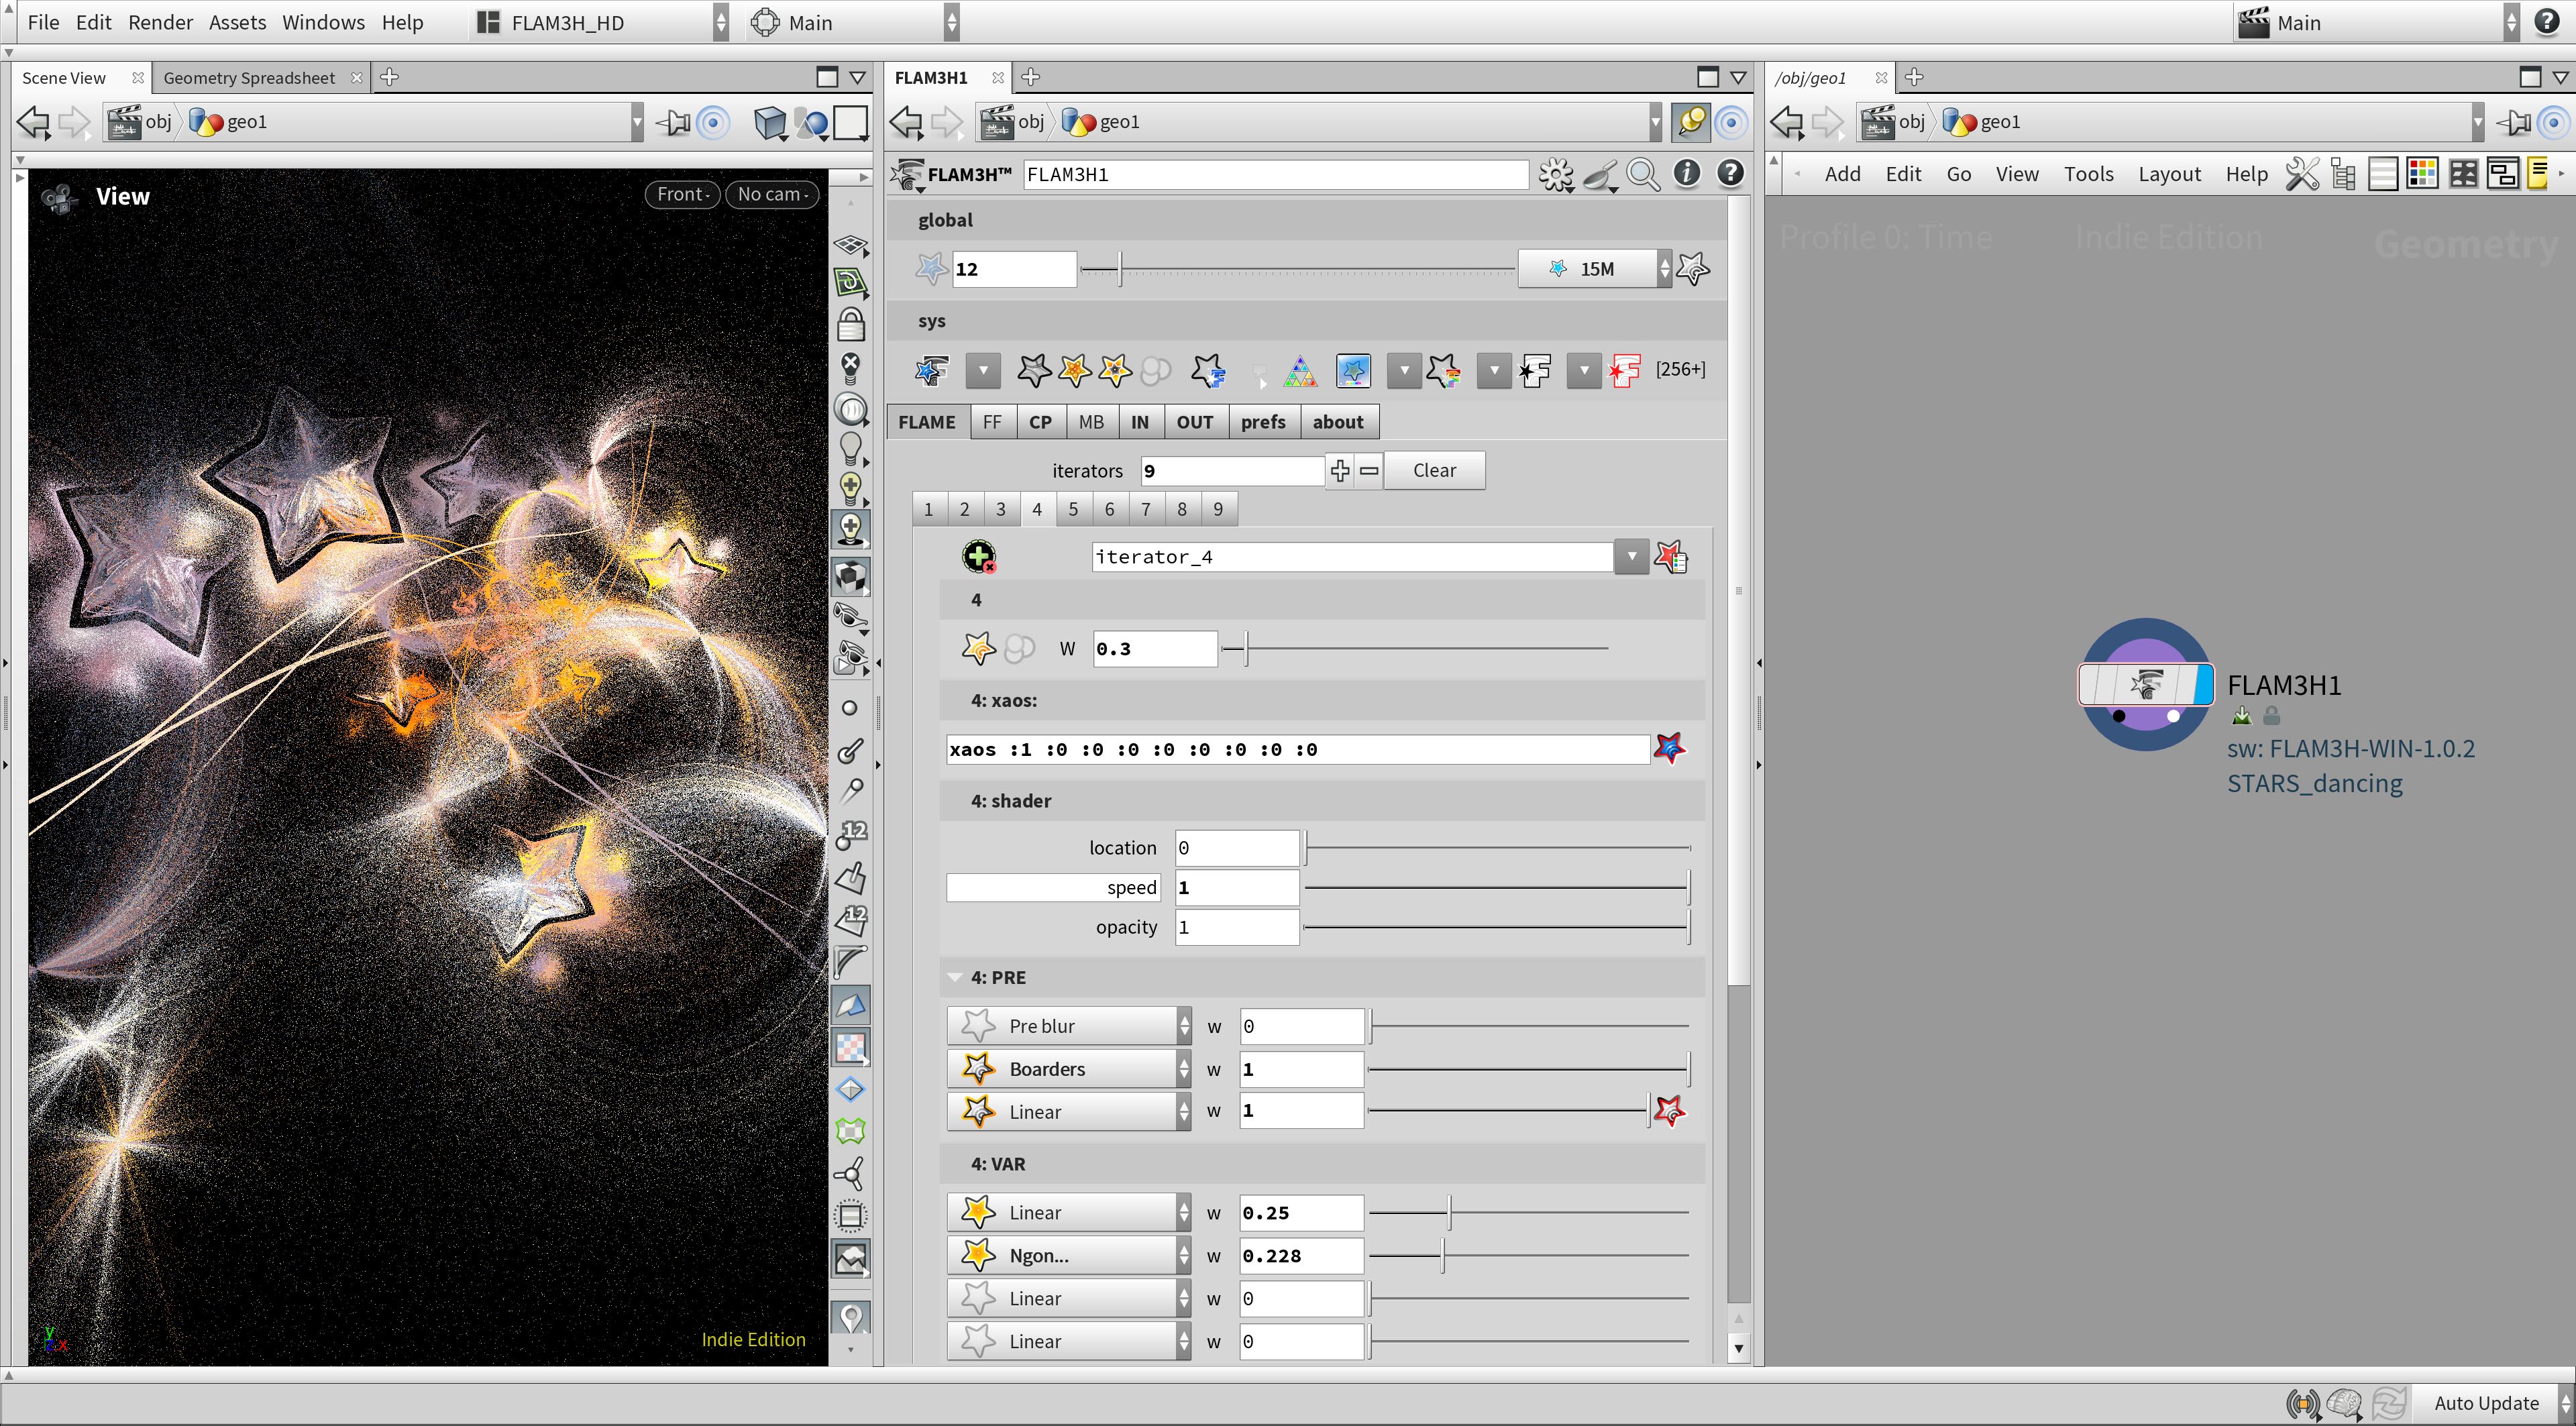 File Edit Render Assets Windows Help FLAM3H_HD Main Main
Scene View Geometry Spreadsheet
obj geo1
View Front No cam
12
12
Indie Edition
FLAM3H1
obj geo1
FLAM3H™ FLAM3H1
global
12 15M
sys
[256+]
FLAME FF CP MB IN OUT prefs about
iterators 9 Clear
1 2 3 4 5 6 7 8 9
iterator_4
4
W 0.3
4: xaos:
xaos :1 :0 :0 :0 :0 :0 :0 :0 :0
4: shader
location 0
speed 1
opacity 1
4: PRE
Pre blur w 0
Boarders w 1
Linear w 1
4: VAR
Linear w 0.25
Ngon... w 0.228
Linear w 0
Linear w 0
/obj/geo1
obj geo1
Add Edit Go View Tools Layout Help
Profile 0: Time Indie Edition Geometry
FLAM3H1
sw: FLAM3H-WIN-1.0.2
STARS_dancing
Auto Update